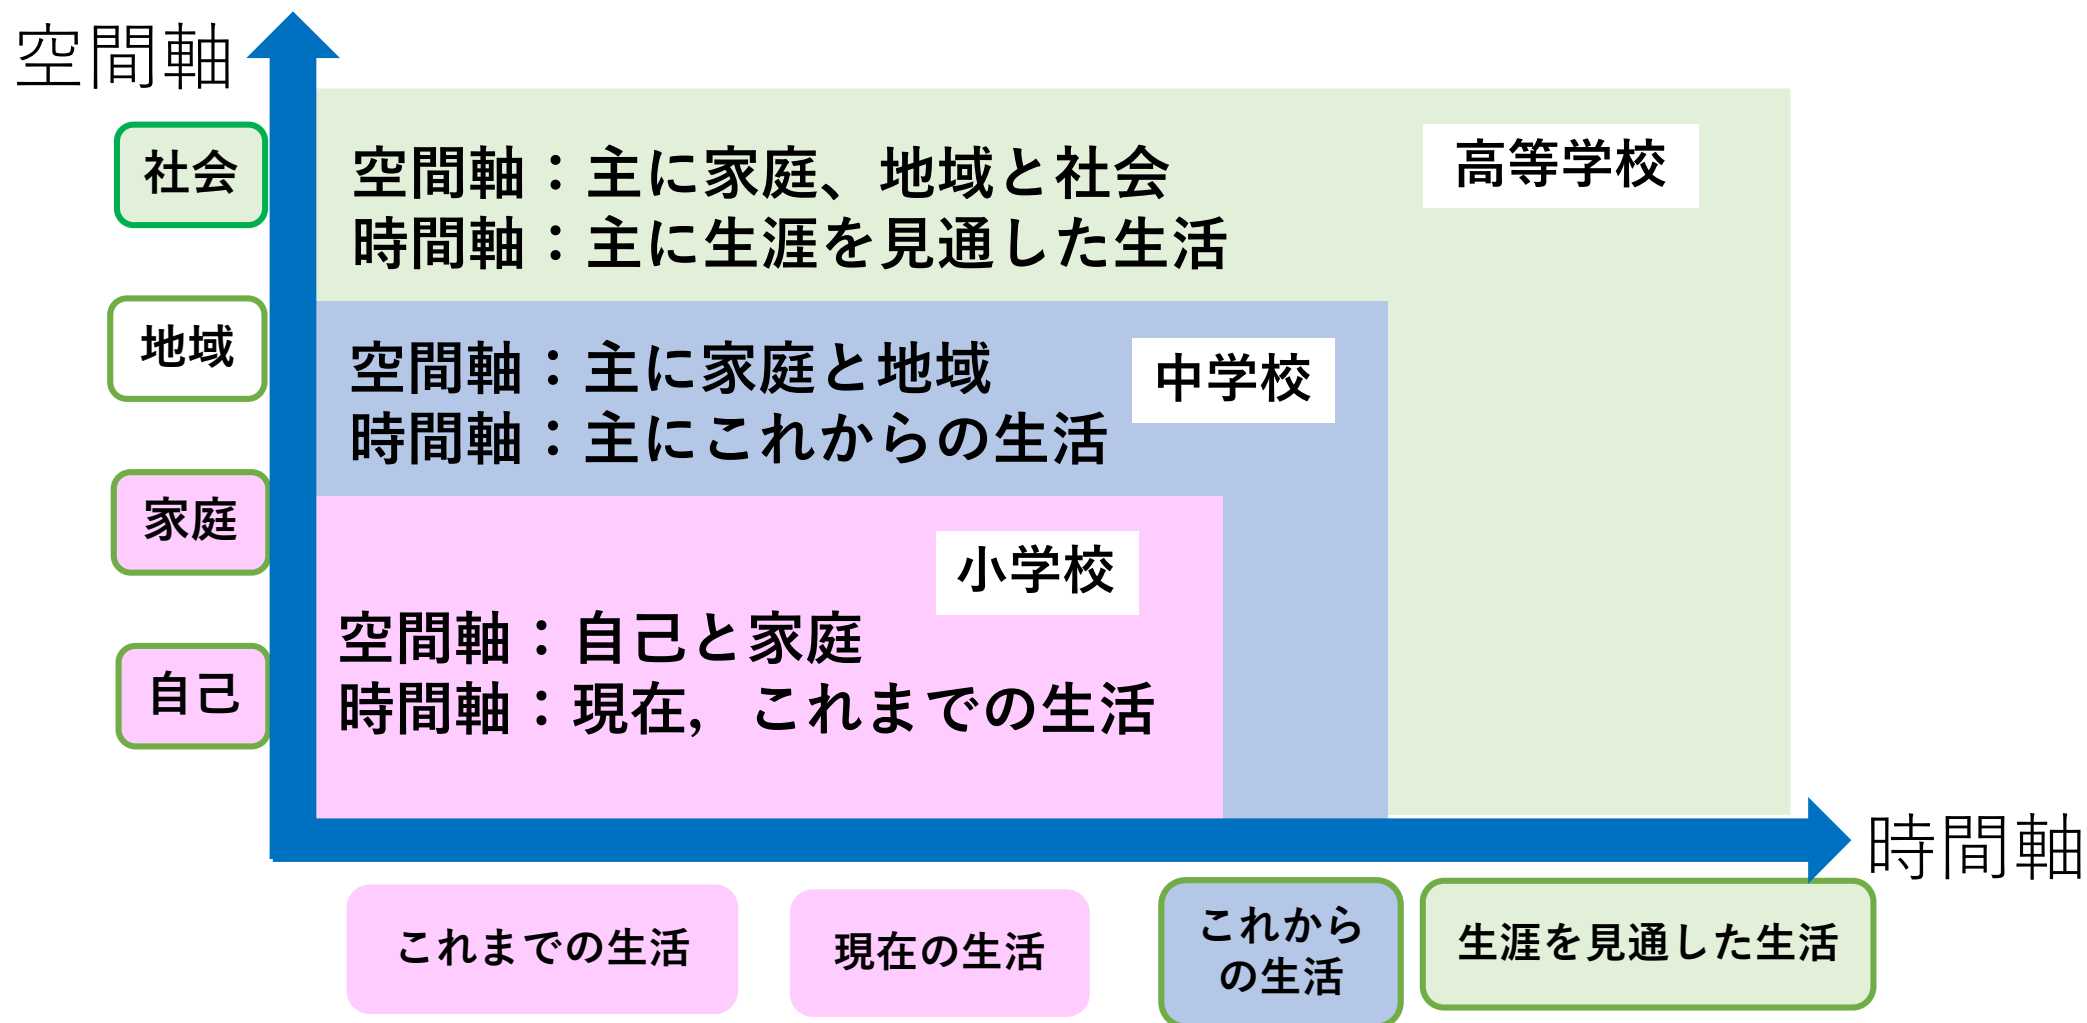 空間軸
社会
地域
家庭
自己
高等学校
空間軸：主に家庭、地域と社会
時間軸：主に生涯を見通した生活
中学校
空間軸：主に家庭と地域
時間軸：主にこれからの生活
小学校
空間軸：自己と家庭
時間軸：現在，これまでの生活
時間軸
これまでの生活
現在の生活
これから
の生活
生涯を見通した生活